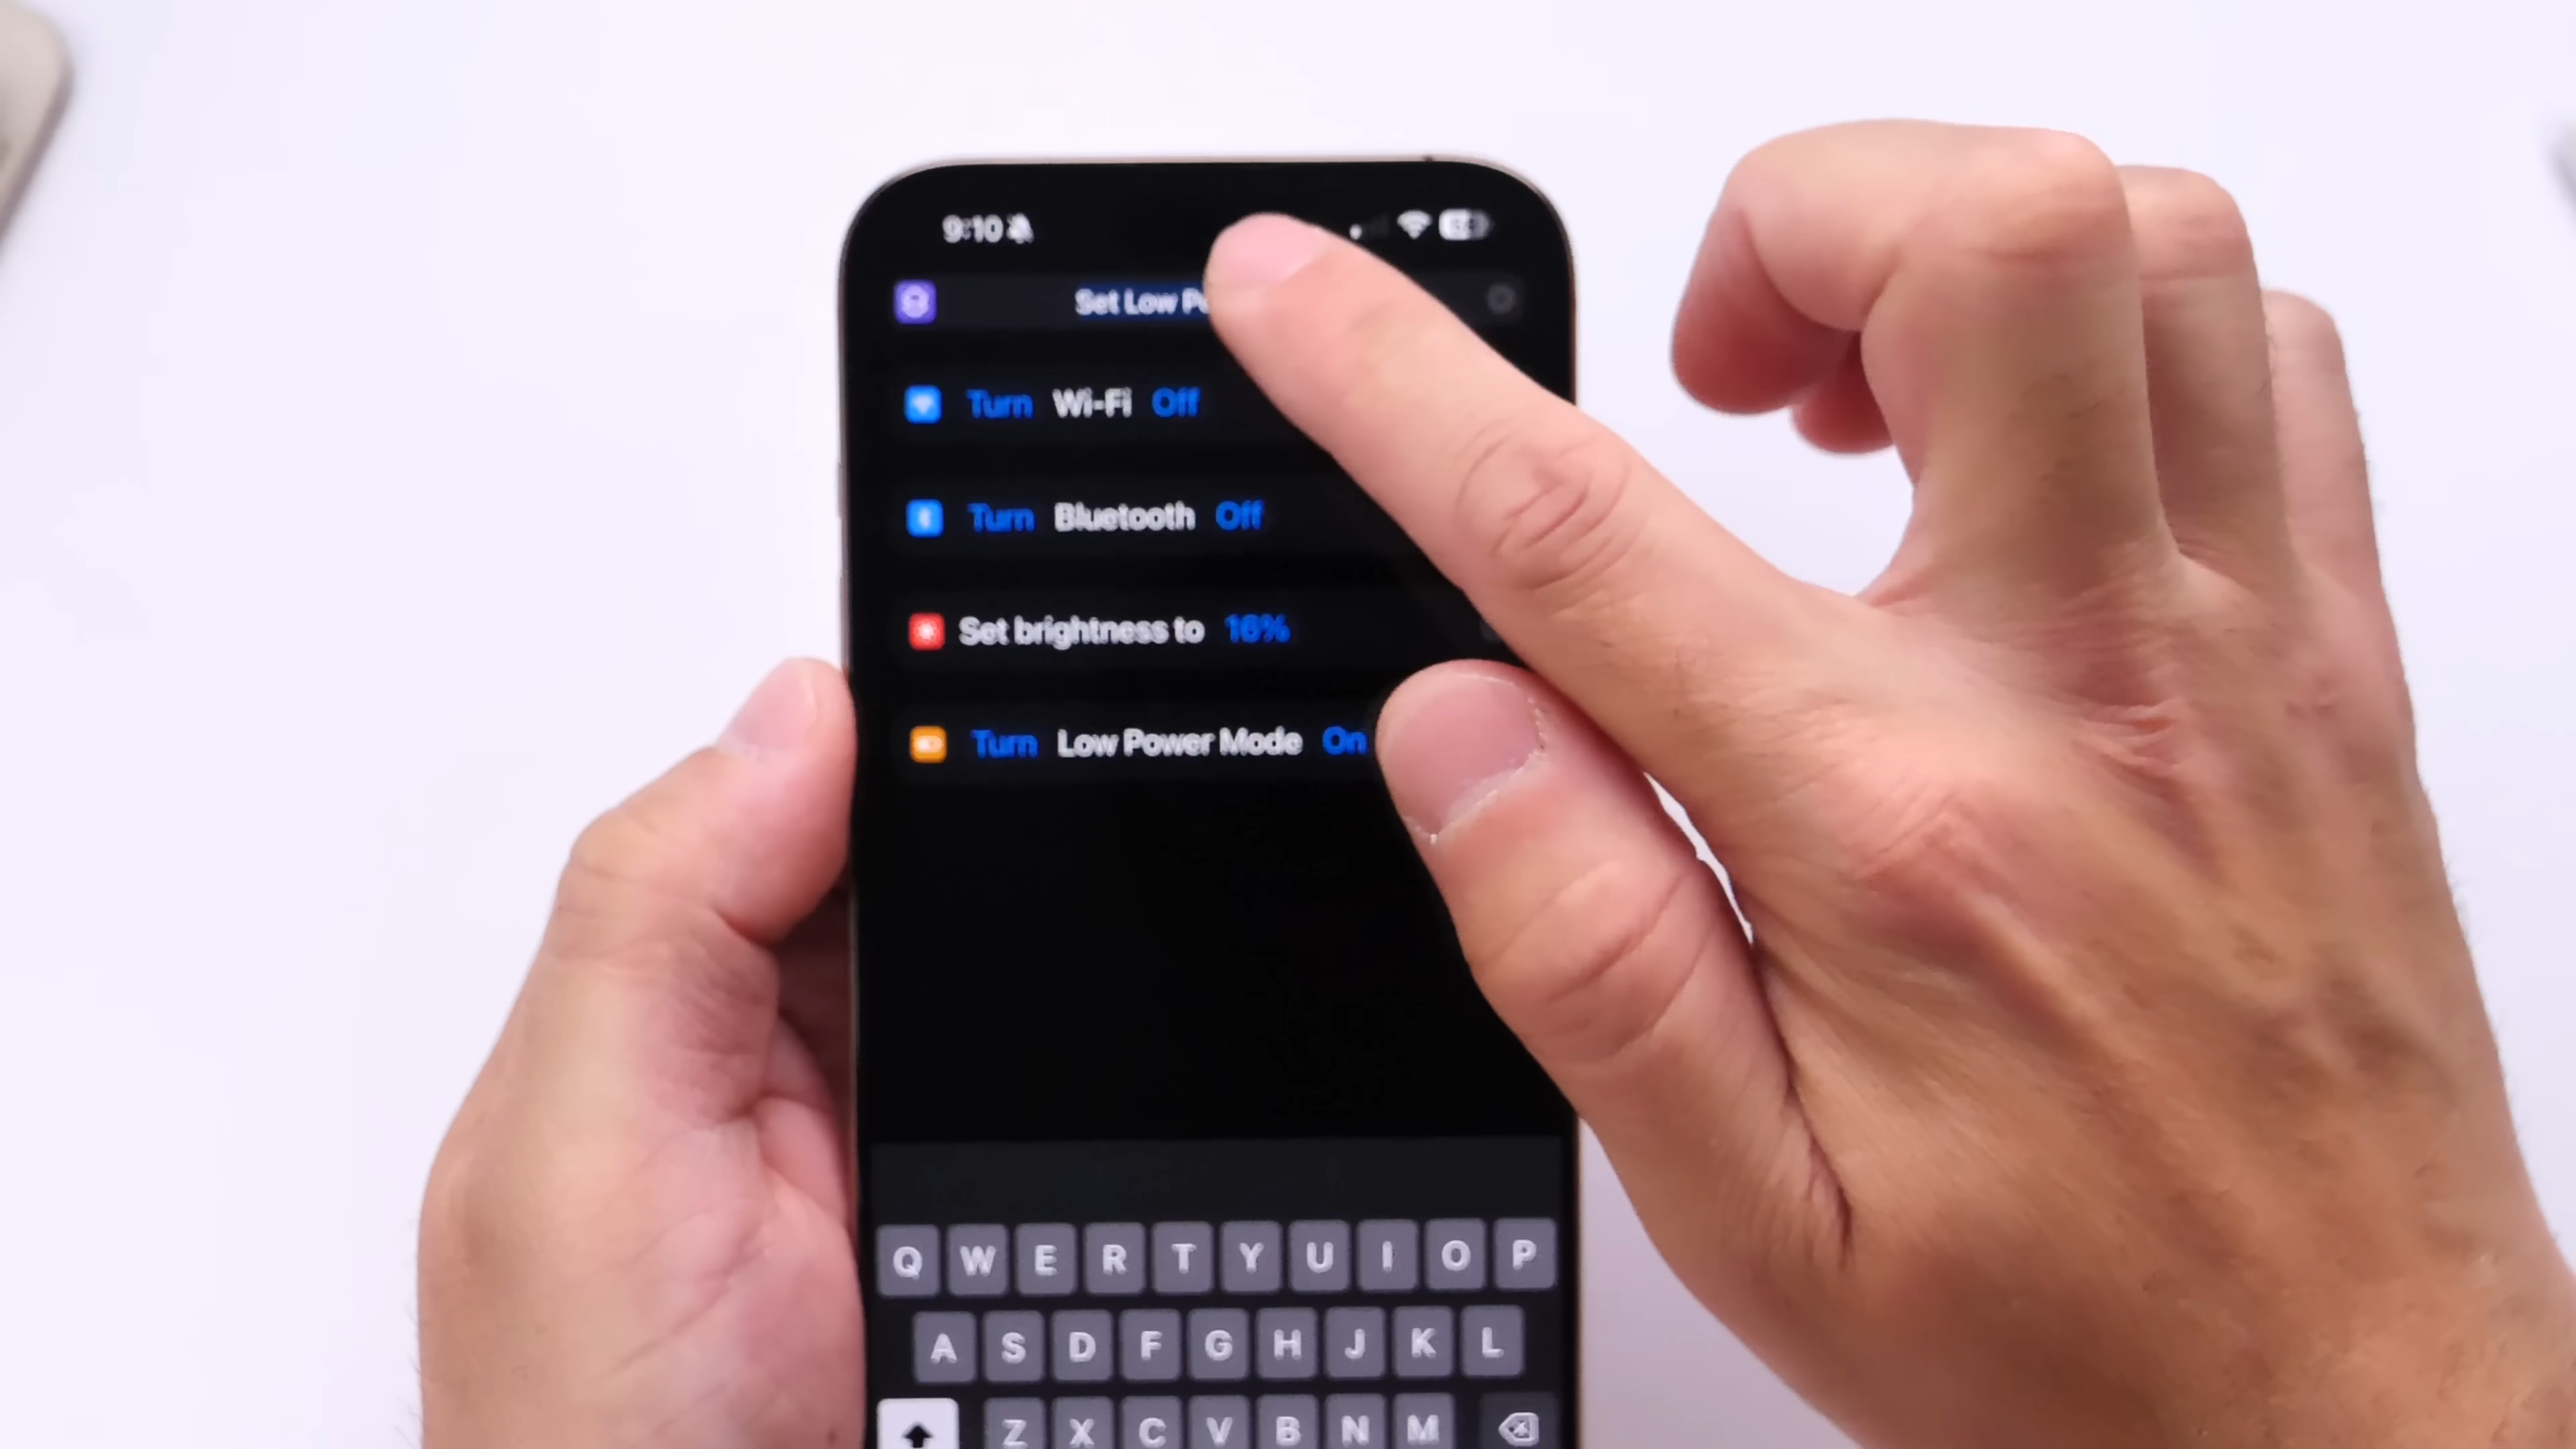 9:10
Set Low
Turn Wi-Fi Off
Turn Bluetooth Off
Set brightness to 16%
Turn Low Power Mode On
Q W E R T Y U I O P
A S D F G H J K L
Z X C V B N M